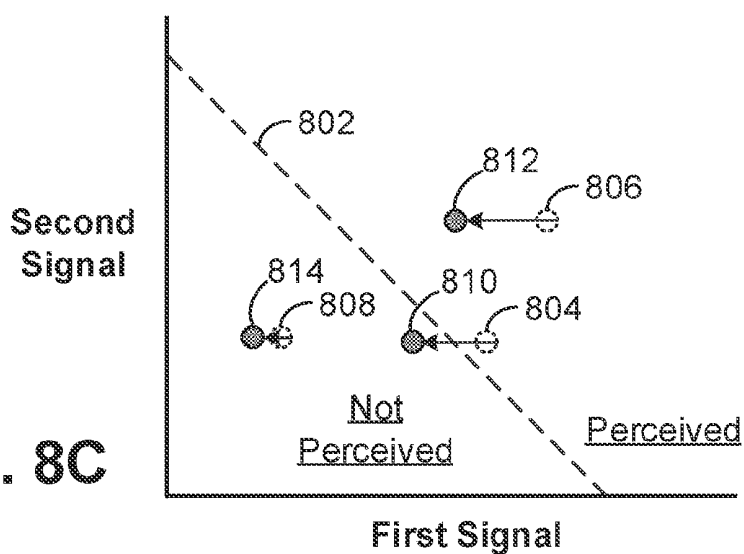 802
812
806
Second
Signal
814
808
810
804
Not
Perceived
Perceived
. 8C
First Signal